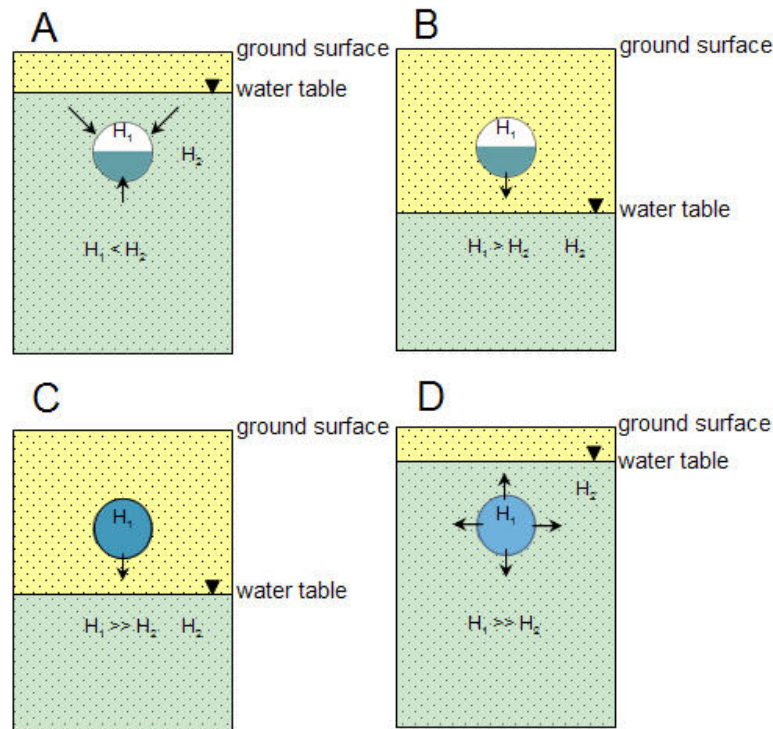 A
ground surface
water table
H₁
H₂
H₁ < H₂
B
ground surface
H₁
water table
H₁ > H₂ H₂
C
ground surface
H₁
water table
H₁ >> H₂ H₂
D
ground surface
water table
H₂
H₁
H₁ >> H₂